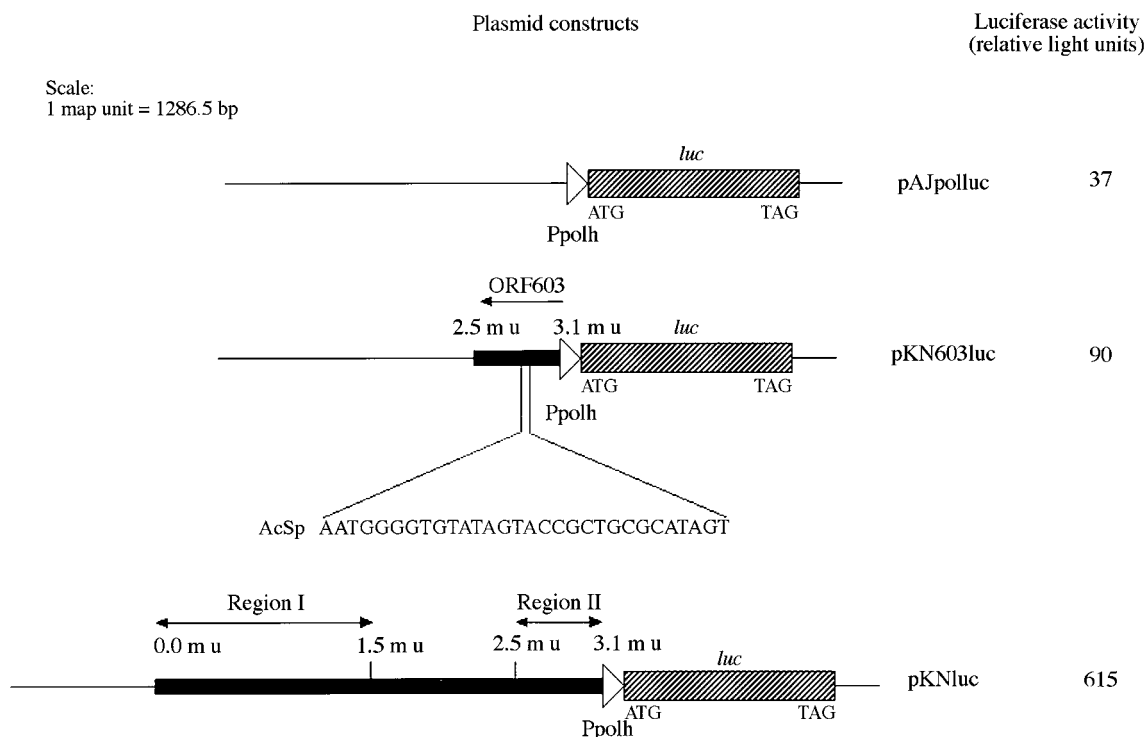 Plasmid constructs
Luciferase activity
(relative light units)
Scale:
1 map unit = 1286.5 bp
luc
pAJpolluc
37
ATG
TAG
Ppolh
ORF603
2.5 m u
3.1 m u
luc
pKN603luc
90
ATG
TAG
Ppolh
AcSp AATGGGGTGTATAGTACCGCTGCGCATAGT
Region I
Region II
0.0 m u
1.5 m u
2.5 m u
3.1 m u
luc
pKNluc
615
ATG
TAG
Ppolh